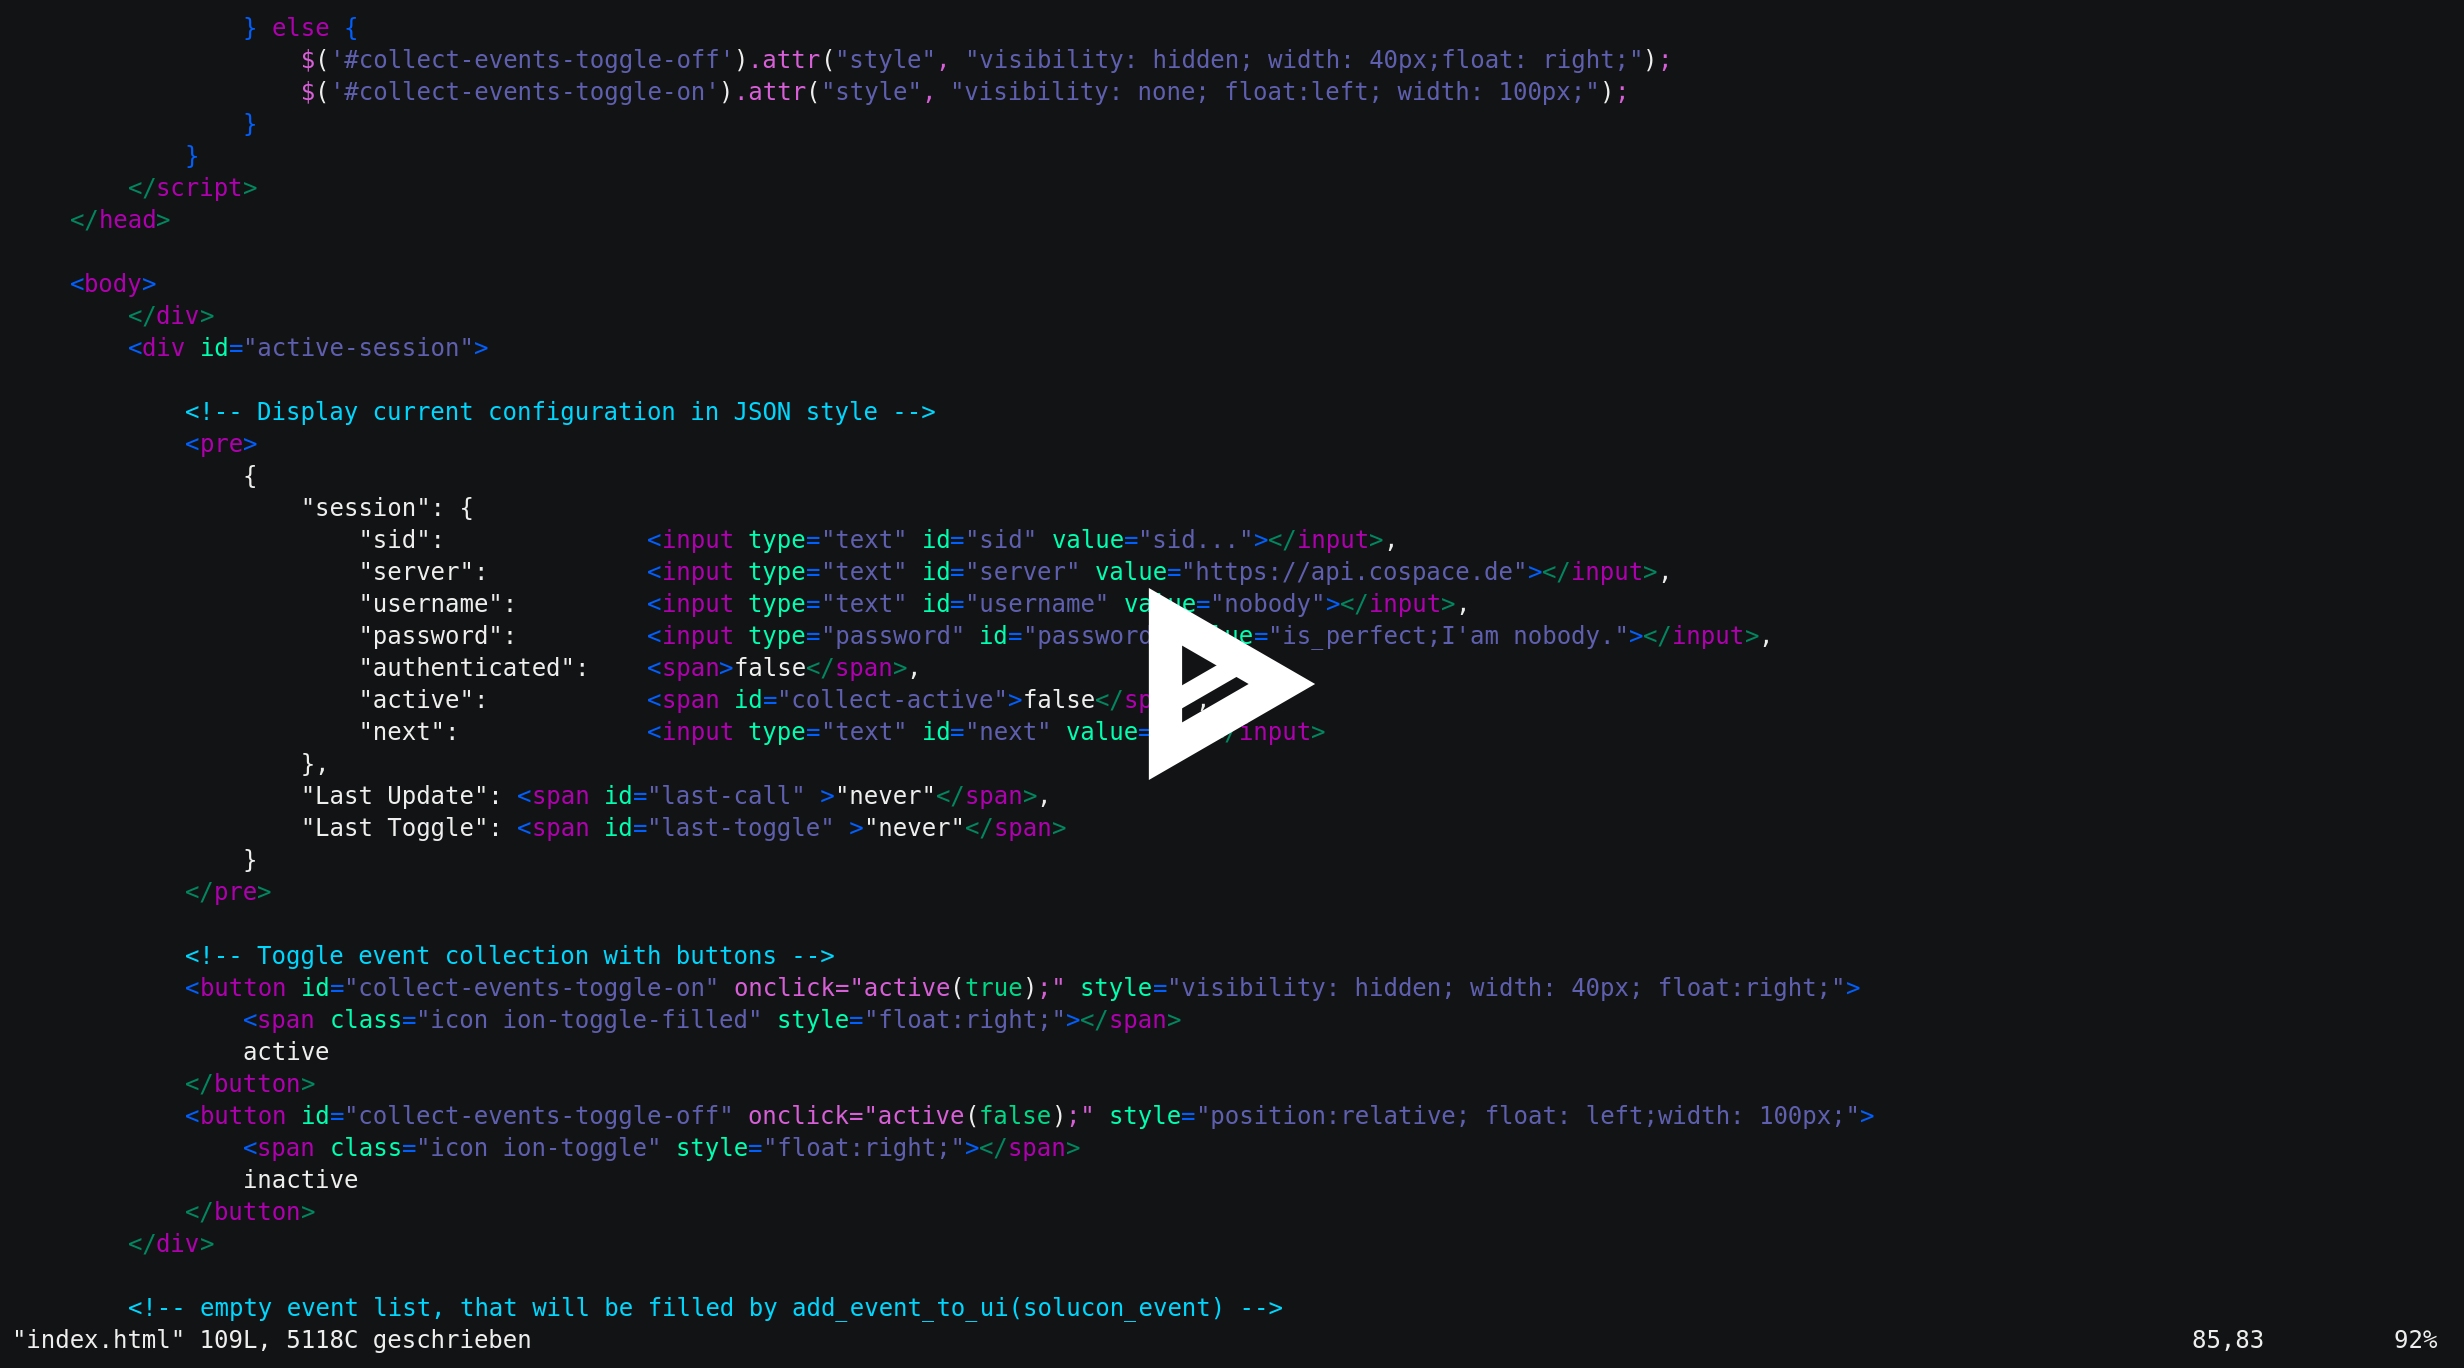 } else {
$('#collect-events-toggle-off').attr("style", "visibility: hidden; width: 40px;float: right;");
$('#collect-events-toggle-on').attr("style", "visibility: none; float:left; width: 100px;");
}
}
</script>
</head>
<body>
</div>
<div id="active-session">
<!-- Display current configuration in JSON style -->
<pre>
{
"session": {
"sid": <input type="text" id="sid" value="sid..."></input>,
"server": <input type="text" id="server" value="https://api.cospace.de"></input>,
"username": <input type="text" id="username" value="nobody"></input>,
"password": <input type="password" id="password ="is_perfect;I'am nobody."></input>,
"authenticated": <span>false</span>,
"active": <span id="collect-active">false</ ,
"next": <input type="text" id="next" value= input>
},
"Last Update": <span id="last-call" >"never"</span>,
"Last Toggle": <span id="last-toggle" >"never"</span>
}
</pre>
<!-- Toggle event collection with buttons -->
<button id="collect-events-toggle-on" onclick="active(true);" style="visibility: hidden; width: 40px; float:right;">
<span class="icon ion-toggle-filled" style="float:right;"></span>
active
</button>
<button id="collect-events-toggle-off" onclick="active(false);" style="position:relative; float: left;width: 100px;">
<span class="icon ion-toggle" style="float:right;"></span>
inactive
</button>
</div>
<!-- empty event list, that will be filled by add_event_to_ui(solucon_event) -->
"index.html" 109L, 5118C geschrieben 85,83 92%